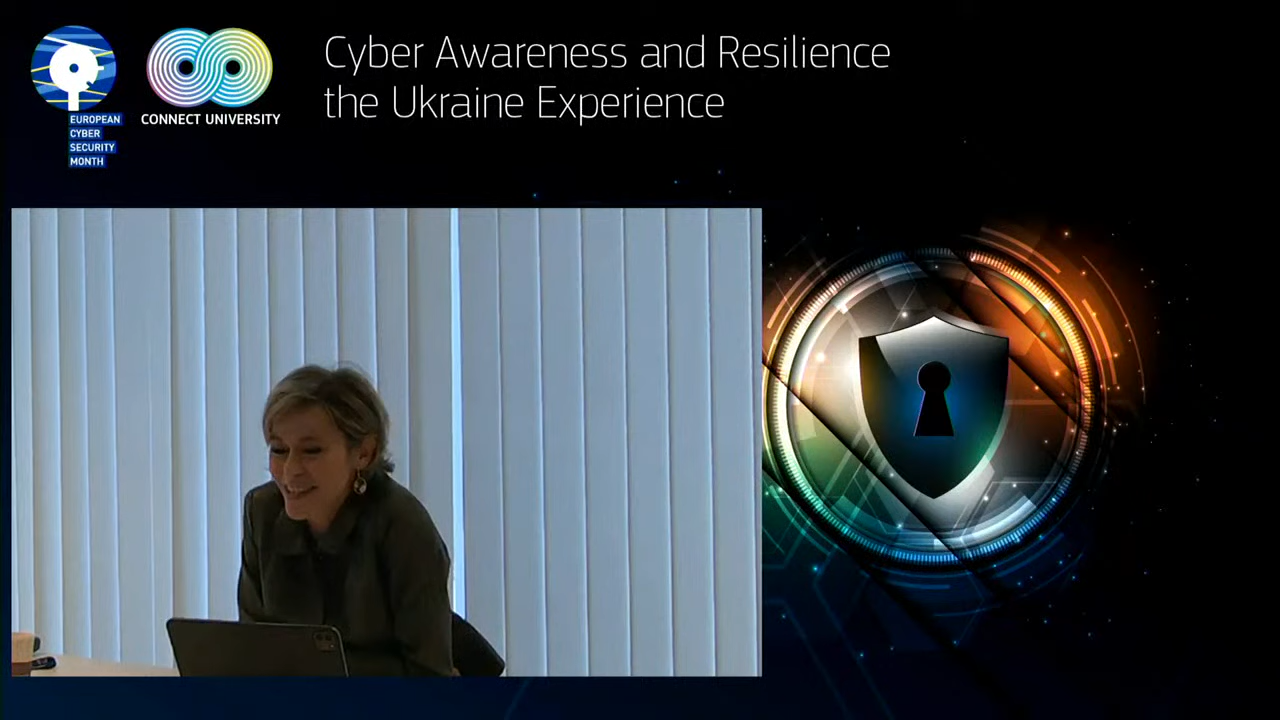 Cyber Awareness and Resilience
the Ukraine Experience
EUROPEAN
CYBER
SECURITY
MONTH
CONNECT UNIVERSITY